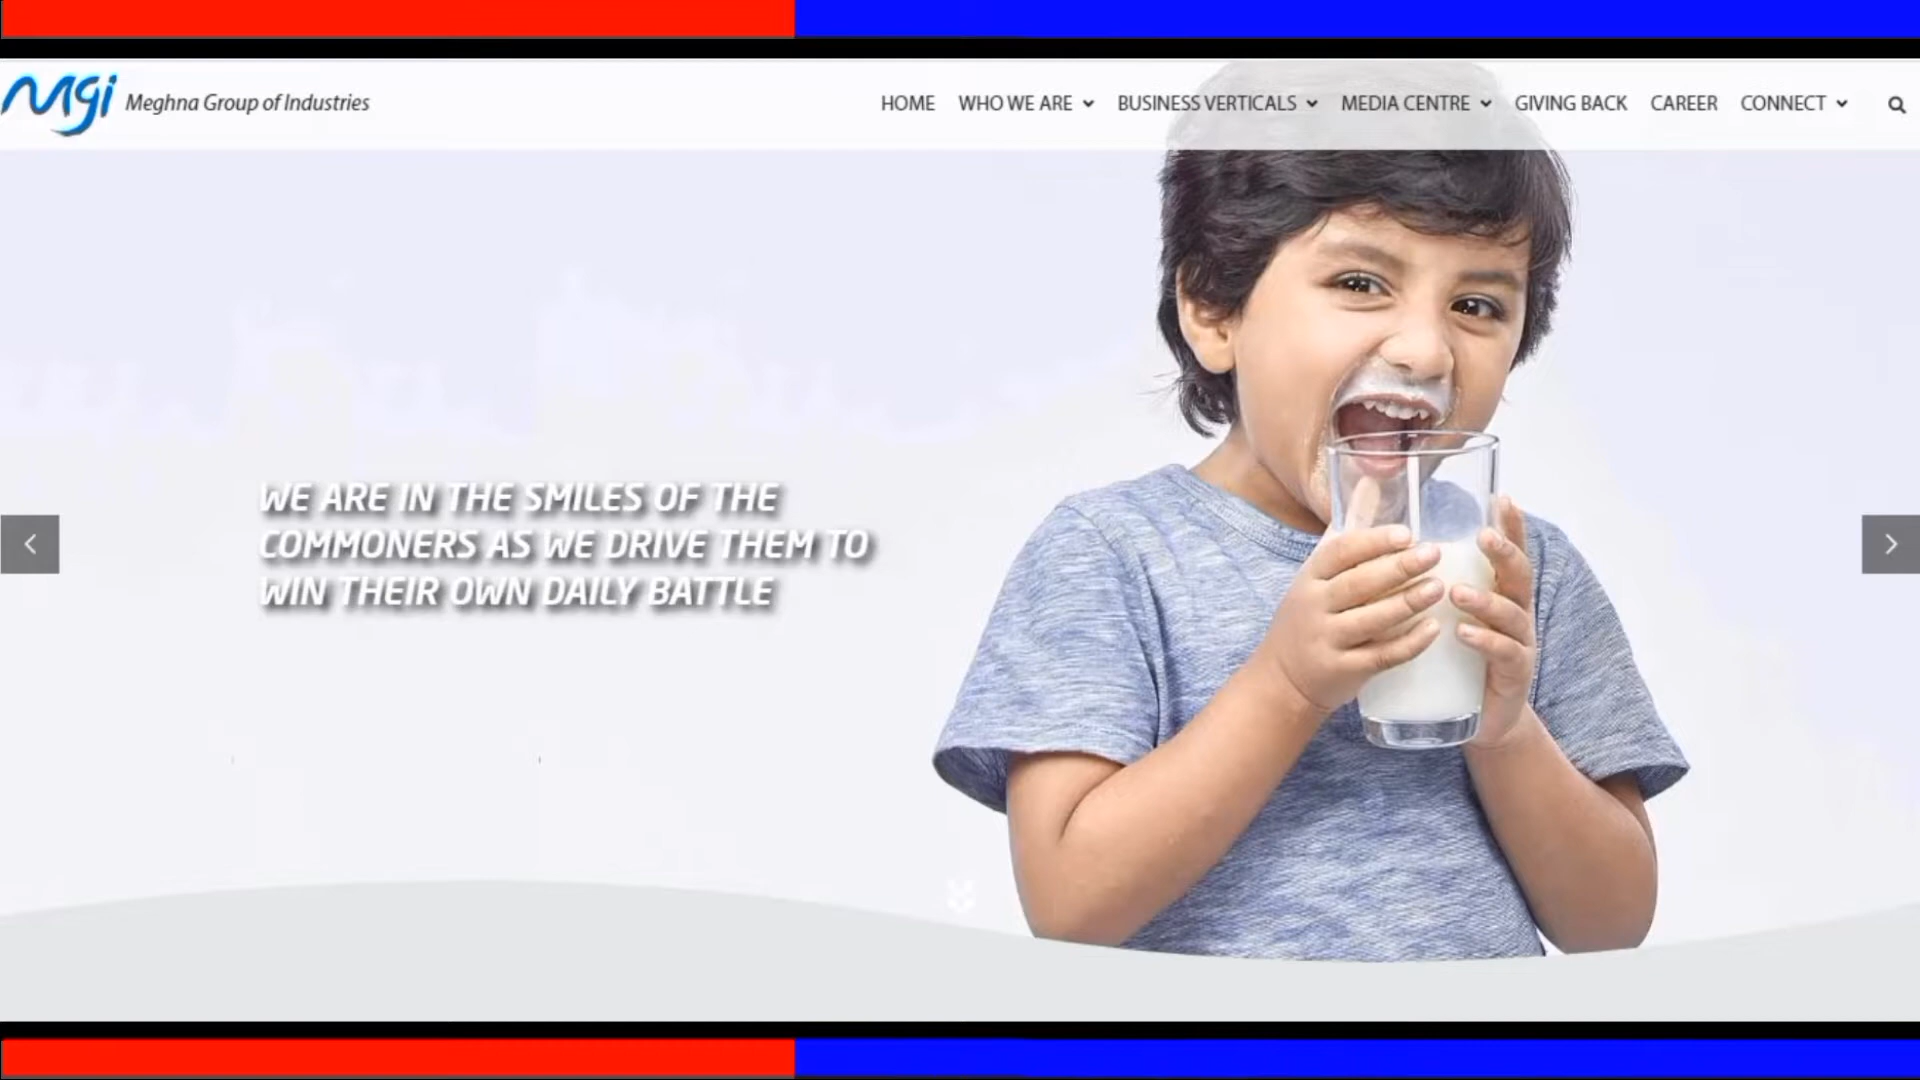 mgi Meghna Group of Industries
HOME WHO WE ARE BUSINESS VERTICALS MEDIA CENTRE GIVING BACK CAREER CONNECT
WE ARE IN THE SMILES OF THE
COMMONERS AS WE DRIVE THEM TO
WIN THEIR OWN DAILY BATTLE